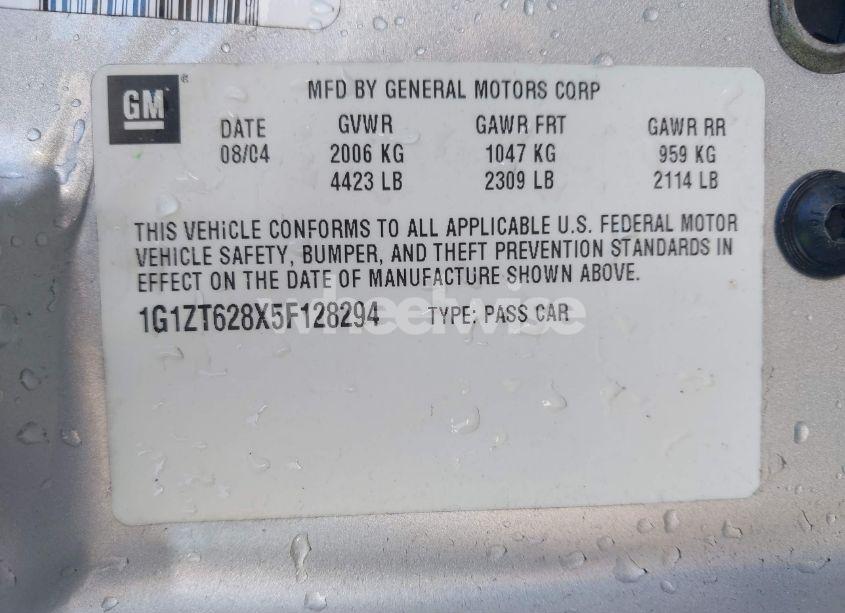 GM ®
MFD BY GENERAL MOTORS CORP
DATE GVWR GAWR FRT GAWR RR
08/04 2006 KG 1047 KG 959 KG
4423 LB 2309 LB 2114 LB
THIS VEHICLE CONFORMS TO ALL APPLICABLE U.S. FEDERAL MOTOR
VEHICLE SAFETY, BUMPER, AND THEFT PREVENTION STANDARDS IN
EFFECT ON THE DATE OF MANUFACTURE SHOWN ABOVE.
1G1ZT628X5F128294 TYPE: PASS CAR
wheelwise